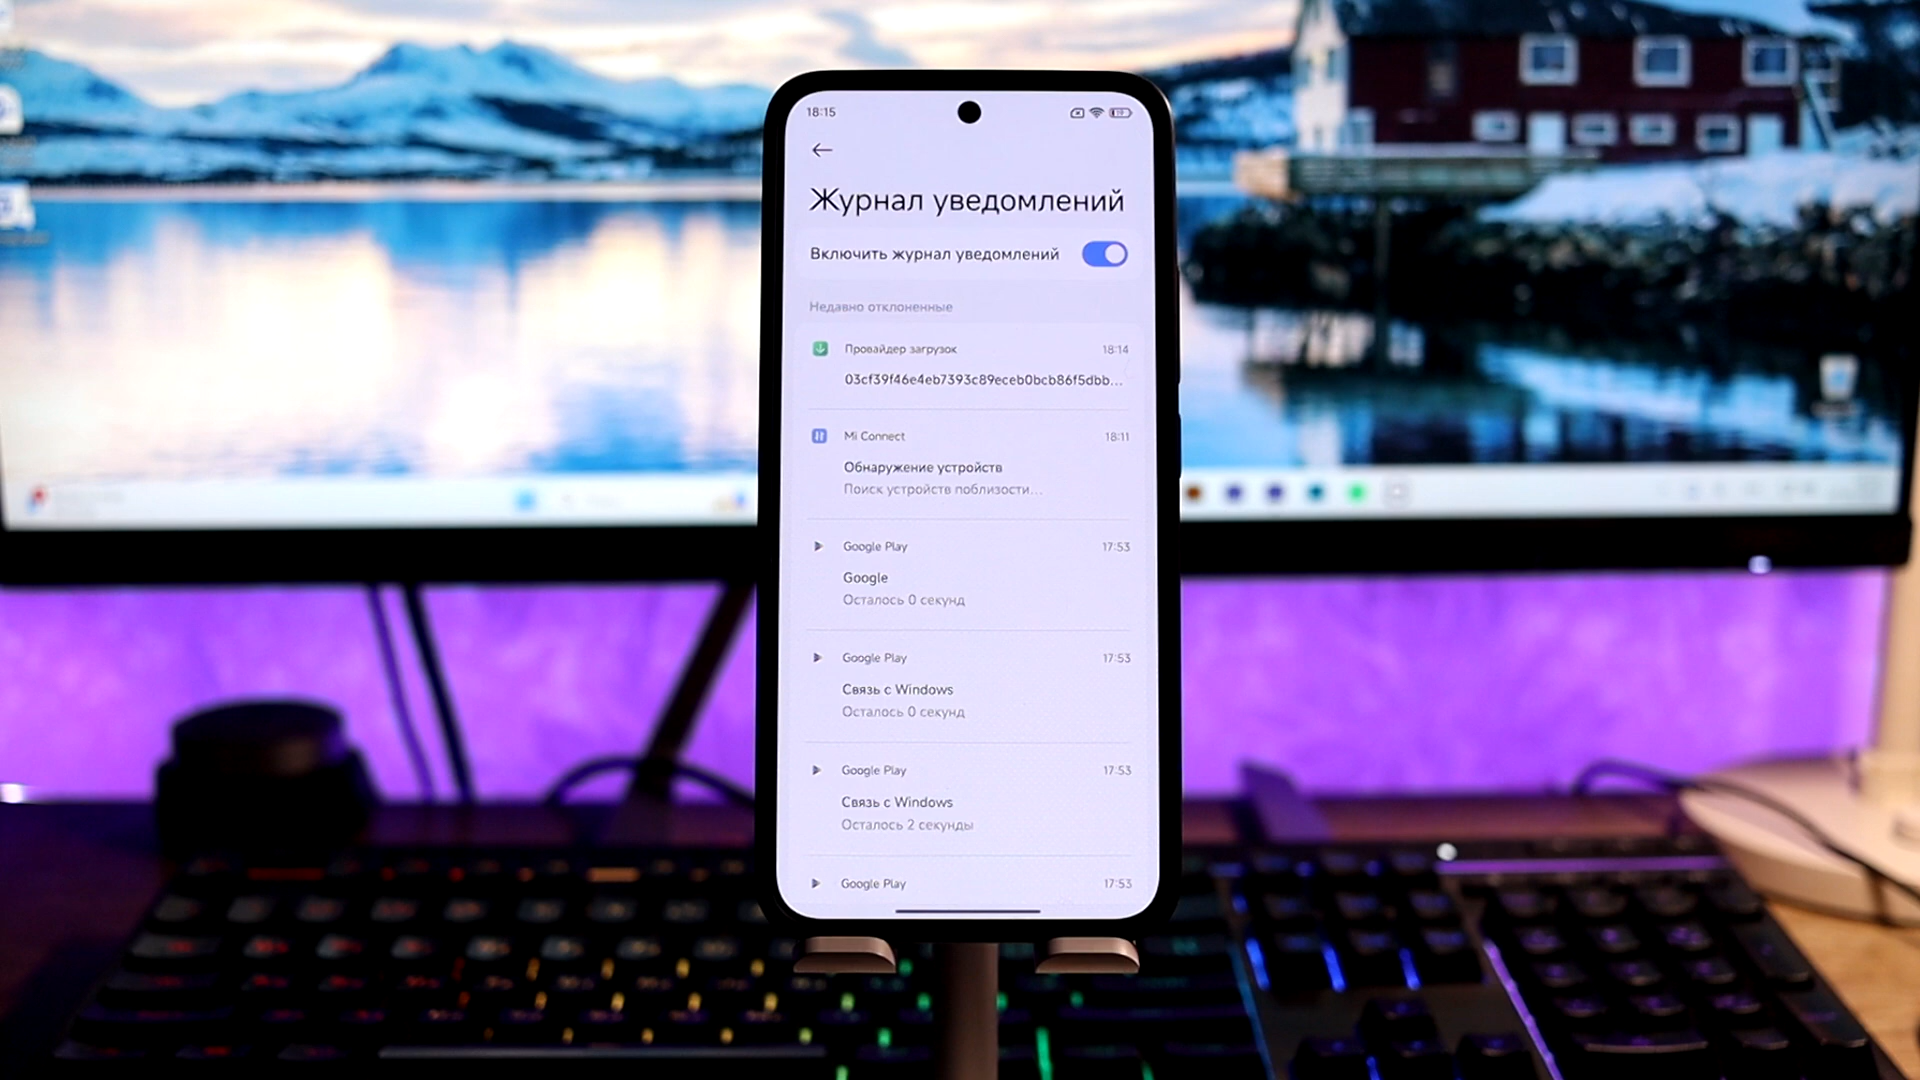 18:15
Журнал уведомлений
Включить журнал уведомлений
Недавно отклоненные
Провайдер загрузок 18:14
03cf39f46e4eb7393c89eceb0bcb86f5dbb...
Mi Connect 18:11
Обнаружение устройств
Поиск устройств поблизости...
Google Play 17:53
Google
Осталось 0 секунд
Google Play 17:53
Связь с Windows
Осталось 0 секунд
Google Play 17:53
Связь с Windows
Осталось 2 секунды
Google Play 17:53